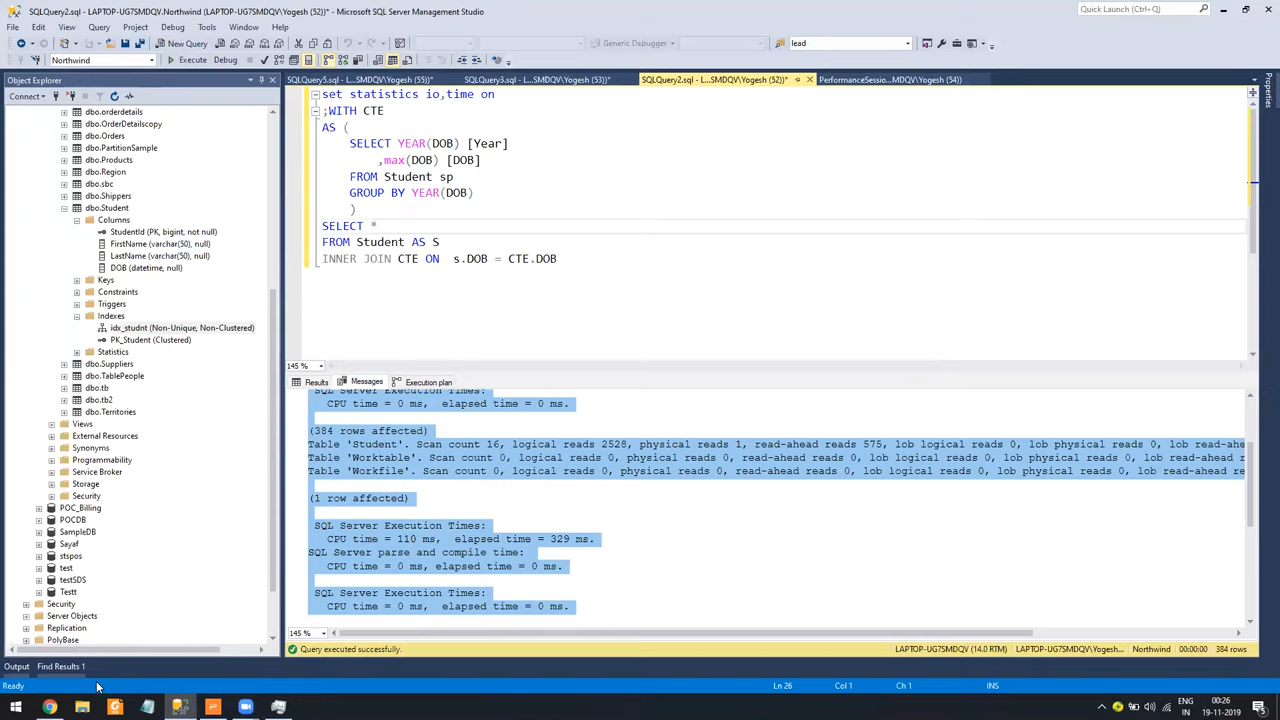 SQLQuery2.sql - LAPTOP-UG7SMDQV.Northwind (LAPTOP-UG7SMDQV\Yogesh (52))* - Microsoft SQL Server Management Studio
Quick Launch (Ctrl+Q)
File Edit View Query Project Debug Tools Window Help
New Query
Generic Debugger
lead
Northwind
Execute Debug
Object Explorer
SQLQuery5.sql - L...SMDQV\Yogesh (55))*
SQLQuery3.sql - L...SMDQV\Yogesh (53))*
SQLQuery2.sql - L...SMDQV\Yogesh (52))*
PerformanceSessio...MDQV\Yogesh (54))
Properties
Connect
dbo.orderdetails
dbo.OrderDetailscopy
dbo.Orders
dbo.PartitionSample
dbo.Products
dbo.Region
dbo.sbc
dbo.Shippers
dbo.Student
Columns
StudentId (PK, bigint, not null)
FirstName (varchar(50), null)
LastName (varchar(50), null)
DOB (datetime, null)
Keys
Constraints
Triggers
Indexes
idx_studnt (Non-Unique, Non-Clustered)
PK_Student (Clustered)
Statistics
dbo.Suppliers
dbo.TablePeople
dbo.tb
dbo.tb2
dbo.Territories
Views
External Resources
Synonyms
Programmability
Service Broker
Storage
Security
POC_Billing
POCDB
SampleDB
Sayaf
stspos
test
testSDS
Testt
Security
Server Objects
Replication
PolyBase
set statistics io,time on
;WITH CTE
AS (
SELECT YEAR(DOB) [Year]
,max(DOB) [DOB]
FROM Student sp
GROUP BY YEAR(DOB)
)
SELECT *
FROM Student AS S
INNER JOIN CTE ON s.DOB = CTE.DOB
145 %
Results Messages Execution plan
SQL Server Execution Times:
CPU time = 0 ms, elapsed time = 0 ms.
(384 rows affected)
Table 'Student'. Scan count 16, logical reads 2528, physical reads 1, read-ahead reads 575, lob logical reads 0, lob physical reads 0, lob read-ahe
Table 'Worktable'. Scan count 0, logical reads 0, physical reads 0, read-ahead reads 0, lob logical reads 0, lob physical reads 0, lob read-ahead re
Table 'Workfile'. Scan count 0, logical reads 0, physical reads 0, read-ahead reads 0, lob logical reads 0, lob physical reads 0, lob read-ahead re
(1 row affected)
SQL Server Execution Times:
CPU time = 110 ms, elapsed time = 329 ms.
SQL Server parse and compile time:
CPU time = 0 ms, elapsed time = 0 ms.
SQL Server Execution Times:
CPU time = 0 ms, elapsed time = 0 ms.
145 %
Query executed successfully.
LAPTOP-UG7SMDQV (14.0 RTM) LAPTOP-UG7SMDQV\Yogesh... Northwind 00:00:00 384 rows
Output Find Results 1
Ready
Ln 26 Col 1 Ch 1 INS
ENG
IN
00:26
19-11-2019